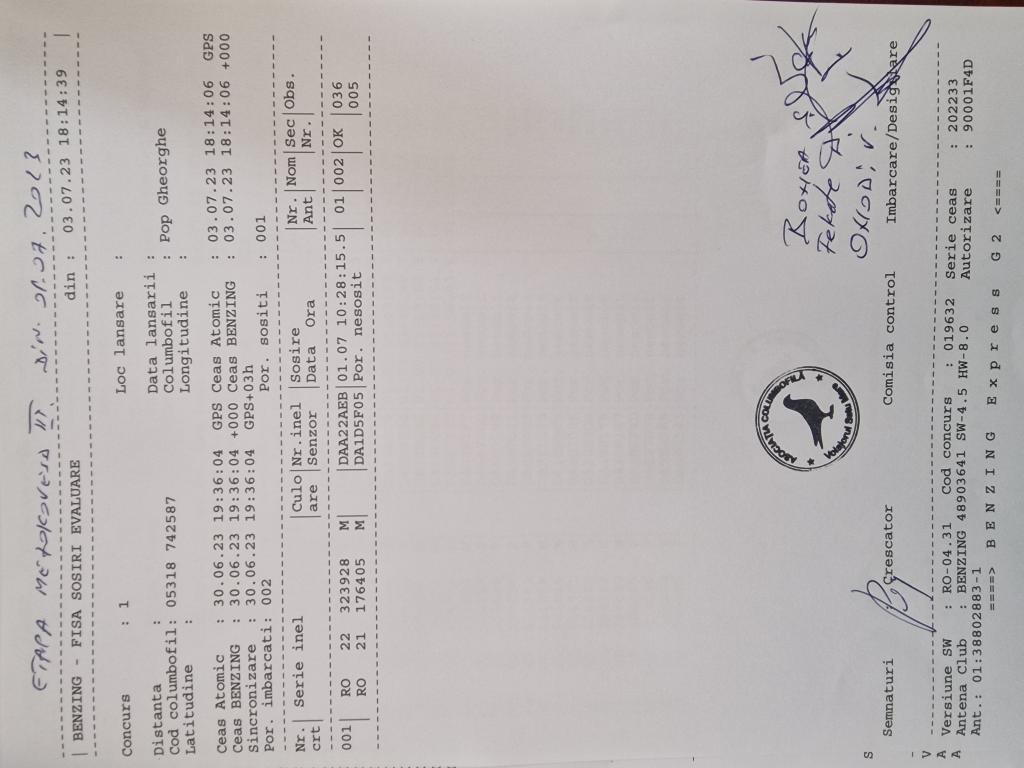 ETAPA METKOVERA III DIN. 01.07.2023
| BENZING - FISA SOSIRI EVALUARE din : 03.07.23 18:14:39 |
Concurs : 1 Loc lansare :
Distanta : Data lansarii :
Cod columbofil: 05318 742587 Columbofil : Pop Gheorghe
Latitudine : Longitudine :
Ceas Atomic : 30.06.23 19:36:04 GPS Ceas Atomic : 03.07.23 18:14:06 GPS
Ceas BENZING : 30.06.23 19:36:04 +000 Ceas BENZING : 03.07.23 18:14:06 +000
Sincronizare : 30.06.23 19:36:04 GPS+03h
Por. imbarcati: 002 Por. sositi : 001
Nr.| Serie inel |Culo|Nr.inel |Sosire |Nr.|Nom|Sec|Obs.
crt| |are |Senzor |Data Ora |Ant| |Nr.|
001| RO 22 323928 M |DAA22AEB|01.07 10:28:15.5| 01|002|OK |036
| RO 21 176405 M |DA1D5F05|Por. nesosit | | | |005
ASOCIATIA COLUMBOFILA
Fekete D.
S Semnaturi Crescator Comisia control Imbarcare/Desigilare
V
A Versiune SW : RO-04.31 Cod concurs : 019632 Serie ceas : 202233
A Antena Club : BENZING 48903641 SW-4.5 HW-8.0 Autorizare : 90001F4D
Ant.: 01:38802883-1
====> B E N Z I N G E x p r e s s G 2 <====